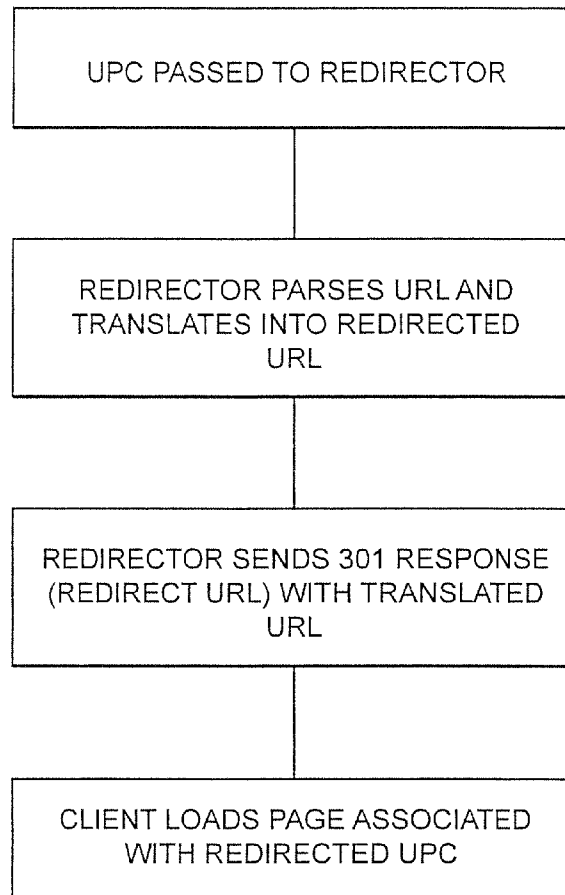 UPC PASSED TO REDIRECTOR
REDIRECTOR PARSES URL AND
TRANSLATES INTO REDIRECTED
URL
REDIRECTOR SENDS 301 RESPONSE
(REDIRECT URL) WITH TRANSLATED
URL
CLIENT LOADS PAGE ASSOCIATED
WITH REDIRECTED UPC